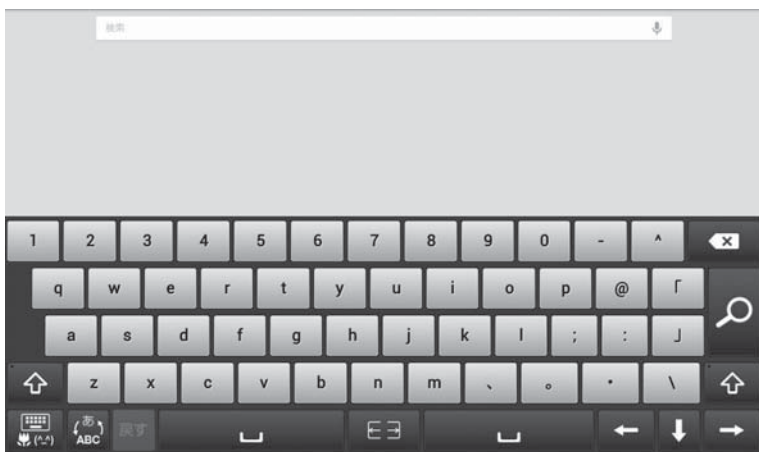 検索
1 2 3 4 5 6 7 8 9 0 - ^
q w e r t y u i o p @ 「
a s d f g h j k l ; : 」
z x c v b n m 、 。 ・ \
(^_^) あ ABC 戻す